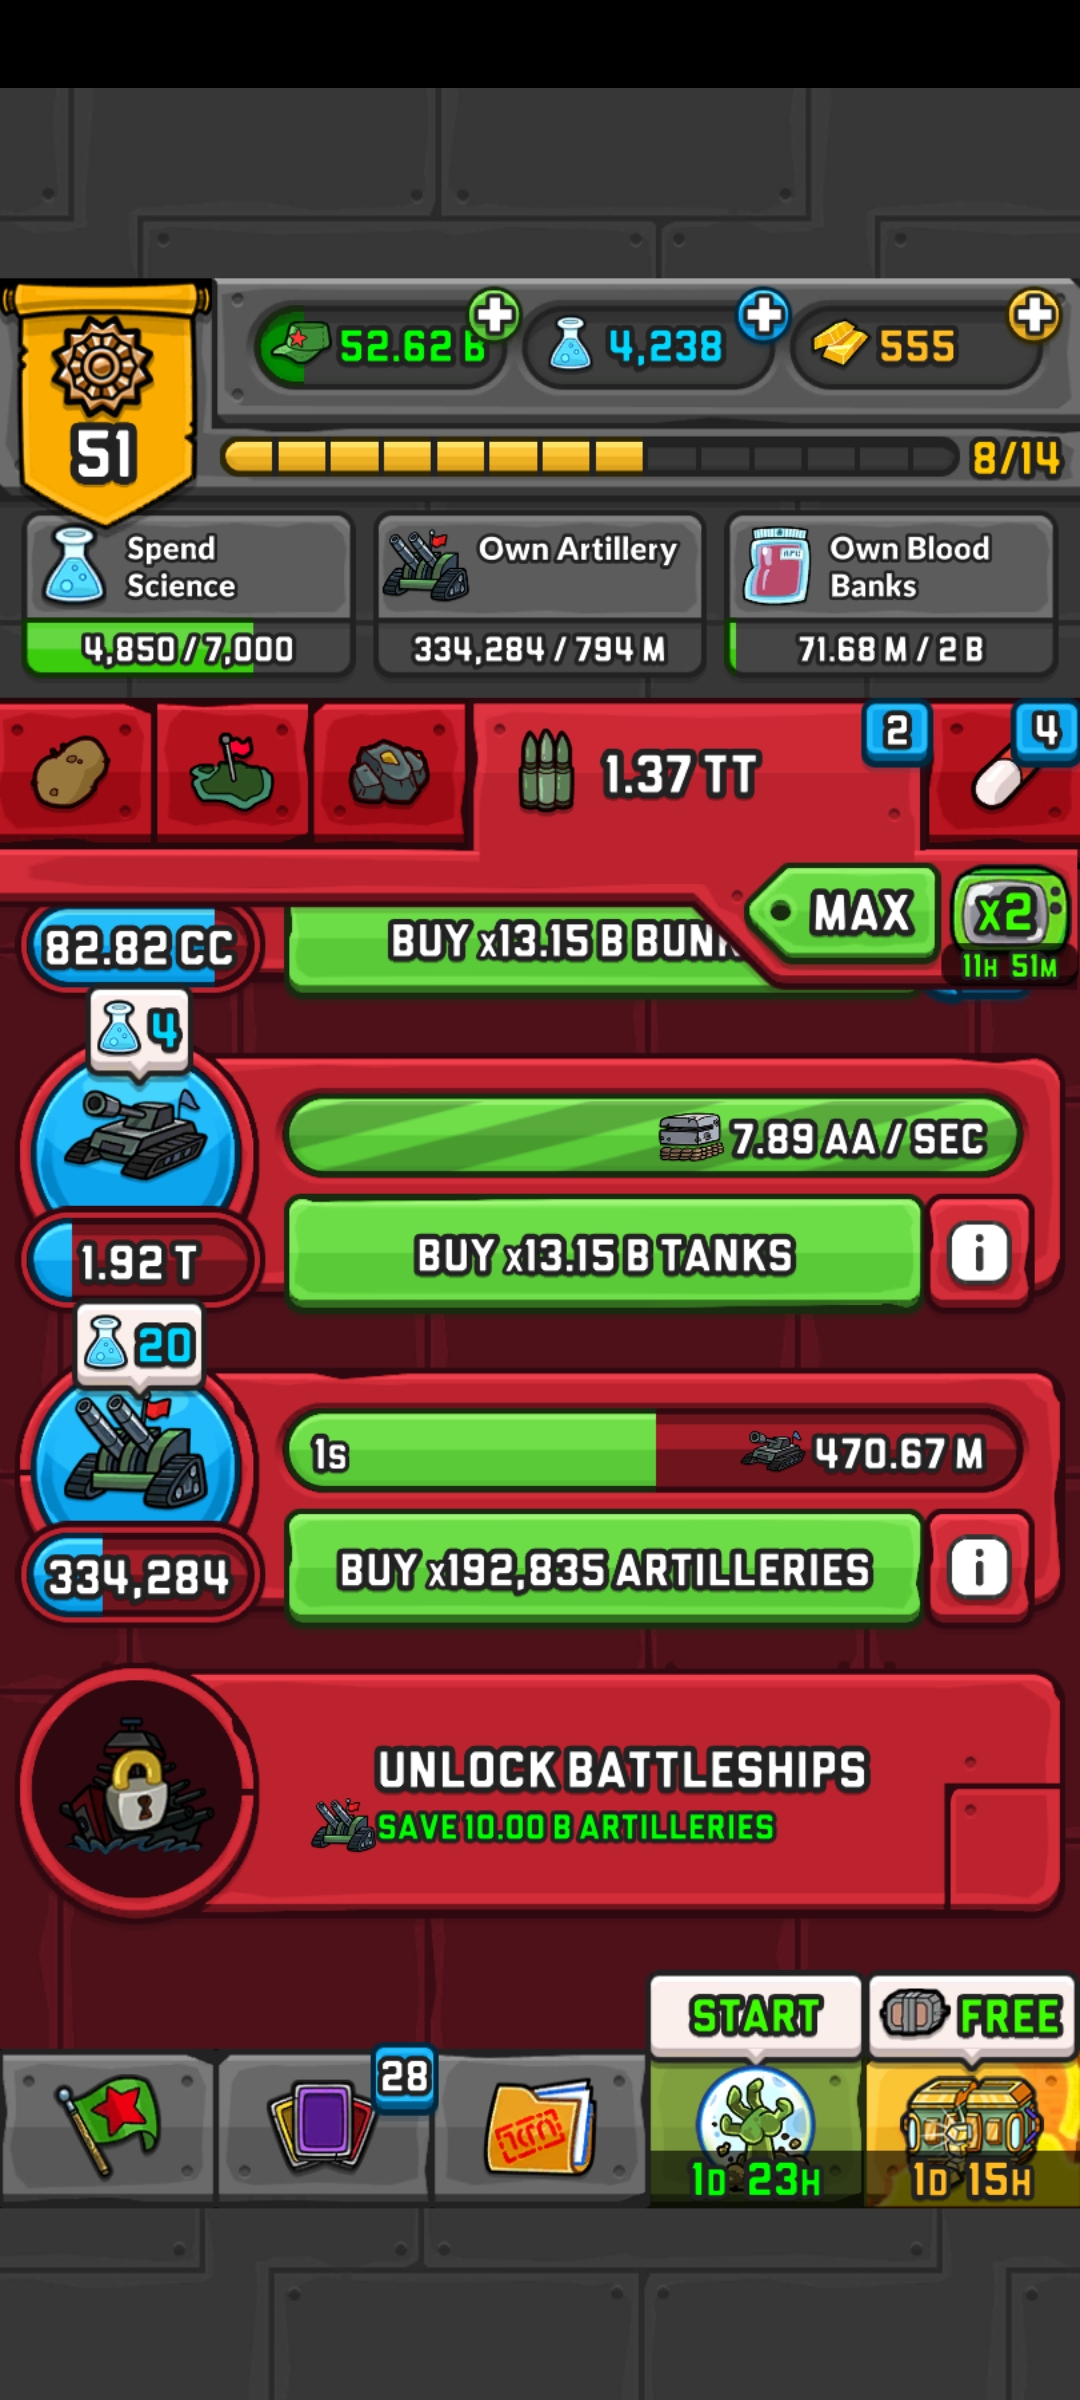 52.62 B
4,238
555
51
8/14
Spend
Science
4,850 / 7,000
Own Artillery
334,284 / 794 M
Own Blood
Banks
71.68 M / 2 B
1.37 TT
2
4
MAX
x2
11H 51M
82.82 CC
BUY x13.15 B
4
7.89 AA / SEC
1.92 T
BUY x13.15 B TANKS
i
20
1s
470.67 M
334,284
BUY x192,835 ARTILLERIES
i
UNLOCK BATTLESHIPS
SAVE 10.00 B ARTILLERIES
START
FREE
28
1D 23H
1D 15H